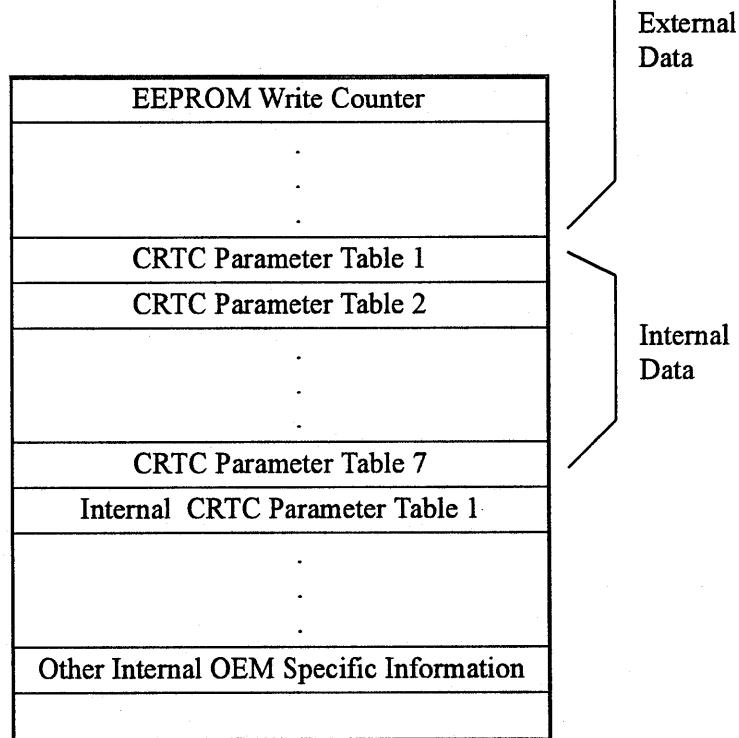 External
Data
EEPROM Write Counter
.
.
.
CRTC Parameter Table 1
CRTC Parameter Table 2
.
.
.
Internal
Data
CRTC Parameter Table 7
Internal CRTC Parameter Table 1
.
.
.
Other Internal OEM Specific Information